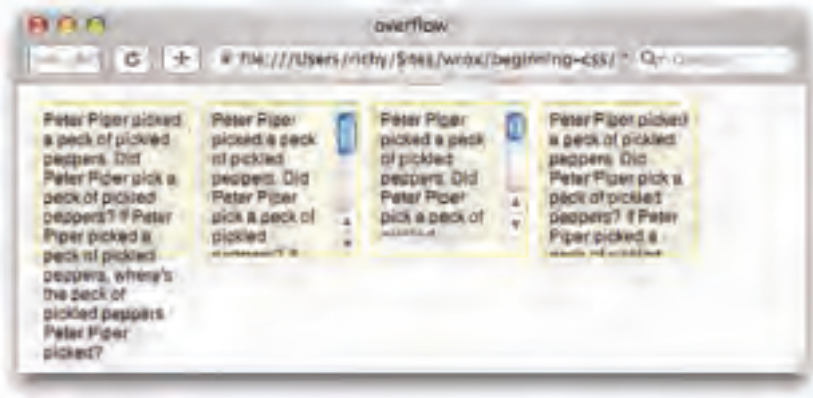 overflow
file:///Users/richy/Sites/wrox/beginning-css/
Peter Piper picked
a peck of pickled
peppers. Did
Peter Piper pick a
peck of pickled
peppers? If Peter
Piper picked a
peck of pickled
peppers, where's
the peck of
pickled peppers
Peter Piper
picked?
Peter Piper
picked a peck
of pickled
peppers. Did
Peter Piper
pick a peck of
pickled
Peter Piper
picked a peck
of pickled
peppers. Did
Peter Piper
pick a peck of
Peter Piper picked
a peck of pickled
peppers. Did
Peter Piper pick a
peck of pickled
peppers? If Peter
Piper picked a